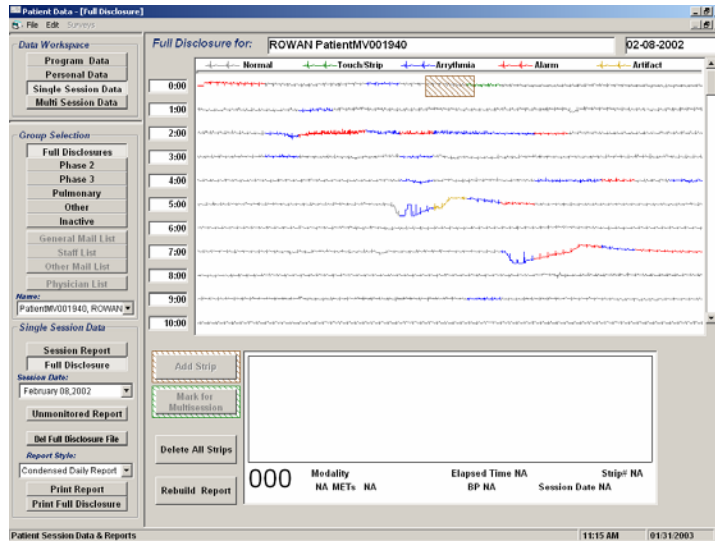 Patient Data - [Full Disclosure]
File Edit Surveys
Data Workspace
Program Data
Personal Data
Single Session Data
Multi Session Data
Group Selection
Full Disclosures
Phase 2
Phase 3
Pulmonary
Other
Inactive
General Mail List
Staff List
Other Mail List
Physician List
Name:
PatientMV001940, ROWAN
Single Session Data
Session Report
Full Disclosure
Session Date:
February 08,2002
Unmonitored Report
Del Full Disclosure File
Report Style:
Condensed Daily Report
Print Report
Print Full Disclosure
Full Disclosure for: ROWAN PatientMV001940 02-08-2002
Normal Touch/Strip Arrythmia Alarm Artifact
0:00
1:00
2:00
3:00
4:00
5:00
6:00
7:00
8:00
9:00
10:00
Add Strip
Mark for
Multisession
Delete All Strips
Rebuild Report
000 Modality Elapsed Time NA Strip# NA
NA METs NA BP NA Session Date NA
Patient Session Data & Reports 11:15 AM 01/31/2003